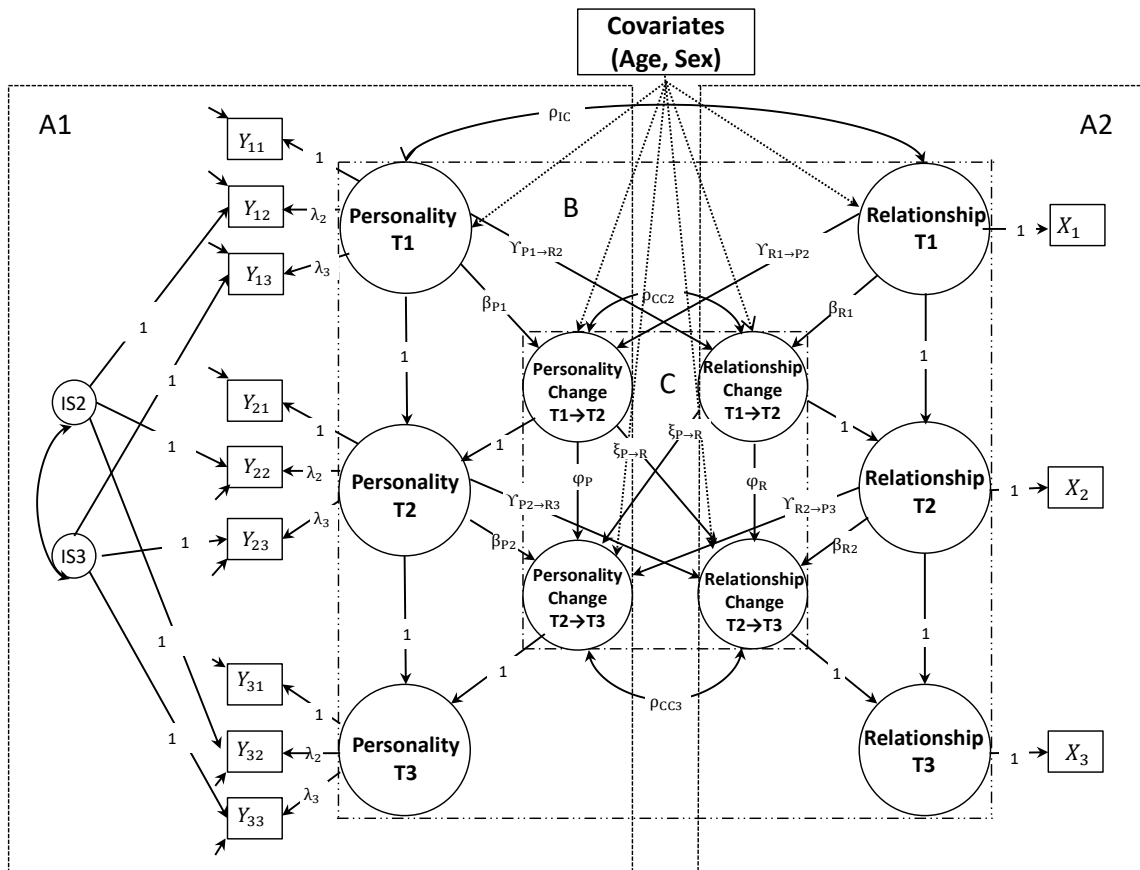 Covariates
(Age, Sex)
A1
A2
ρIC
Y11
1
Y12
λ2
Y13
λ3
Personality
T1
B
Relationship
T1
1
X1
ϒP1→R2
ϒR1→P2
βP1
ρCC2
βR1
1
1
1
1
Personality
Change
T1→T2
C
Relationship
Change
T1→T2
IS2
Y21
1
1
Y22
λ2
1
ξP→R
ξP→R
1
Personality
T2
φP
φR
Relationship
T2
1
X2
ϒP2→R3
ϒR2→P3
IS3
1
Y23
λ3
βP2
βR2
Personality
Change
T2→T3
Relationship
Change
T2→T3
1
1
1
Y31
1
1
1
1
ρCC3
Y32
λ2
Personality
T3
Relationship
T3
1
X3
Y33
λ3